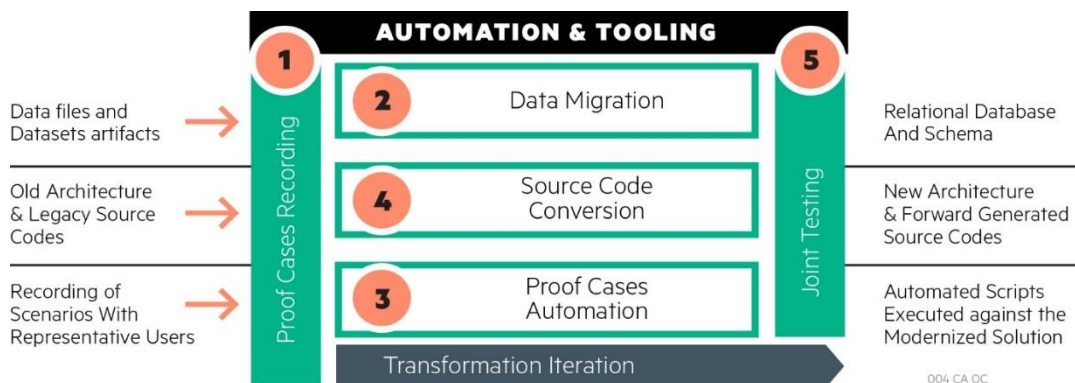 AUTOMATION & TOOLING
1
5
Data files and
Datasets artifacts
2
Data Migration
Relational Database
And Schema
Proof Cases Recording
Joint Testing
Old Architecture
& Legacy Source
Codes
4
Source Code
Conversion
New Architecture
& Forward Generated
Source Codes
Recording of
Scenarios With
Representative Users
3
Proof Cases
Automation
Automated Scripts
Executed against the
Modernized Solution
Transformation Iteration
004 CA OC